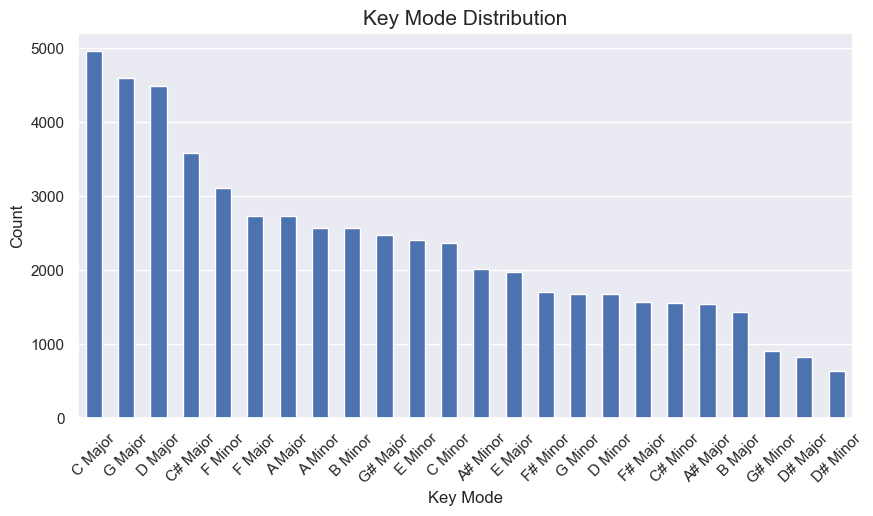 Key Mode Distribution
Count
5000
4000
3000
2000
1000
0
C Major
G Major
D Major
C# Major
F Minor
F Major
A Major
A Minor
B Minor
G# Major
E Minor
C Minor
A# Minor
E Major
F# Minor
G Minor
D Minor
F# Major
C# Minor
A# Major
B Major
G# Minor
D# Major
D# Minor
Key Mode